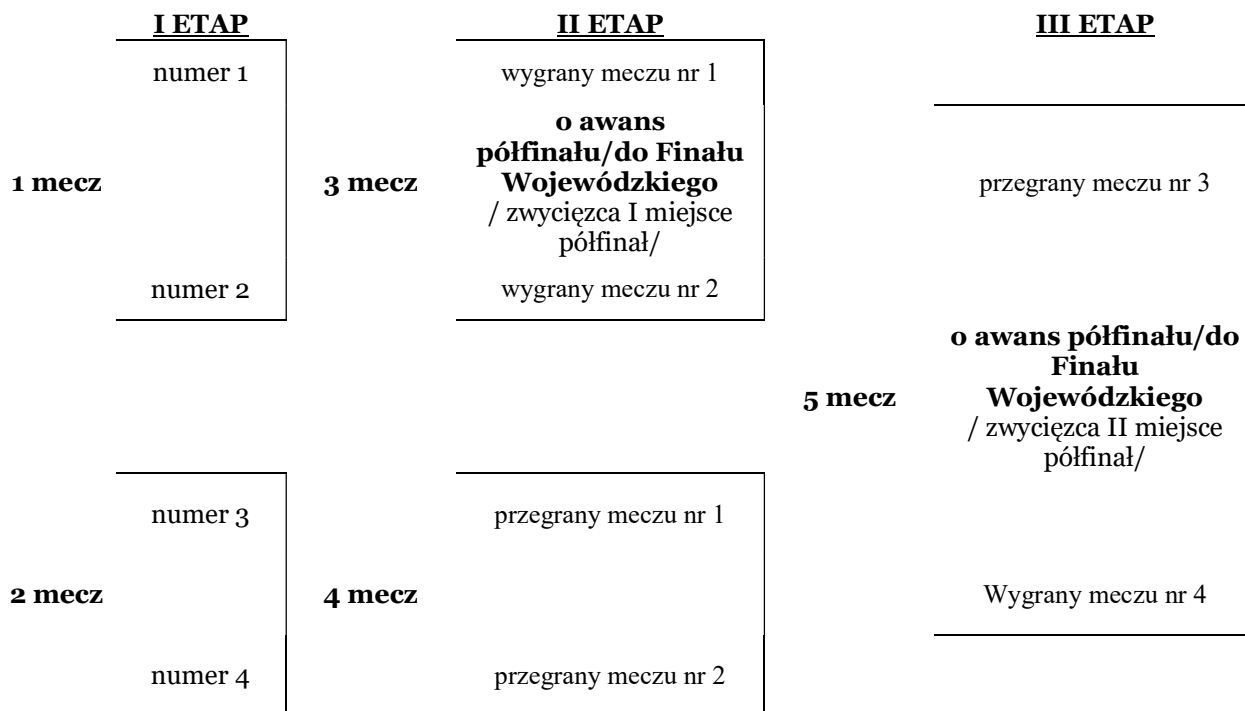 I ETAP
II ETAP
III ETAP
numer 1
wygrany meczu nr 1
1 mecz
3 mecz
o awans
półfinału/do Finału
Wojewódzkiego
/ zwycięzca I miejsce
półfinał/
przegrany meczu nr 3
numer 2
wygrany meczu nr 2
5 mecz
o awans półfinału/do
Finału
Wojewódzkiego
/ zwycięzca II miejsce
półfinał/
numer 3
przegrany meczu nr 1
2 mecz
4 mecz
Wygrany meczu nr 4
numer 4
przegrany meczu nr 2